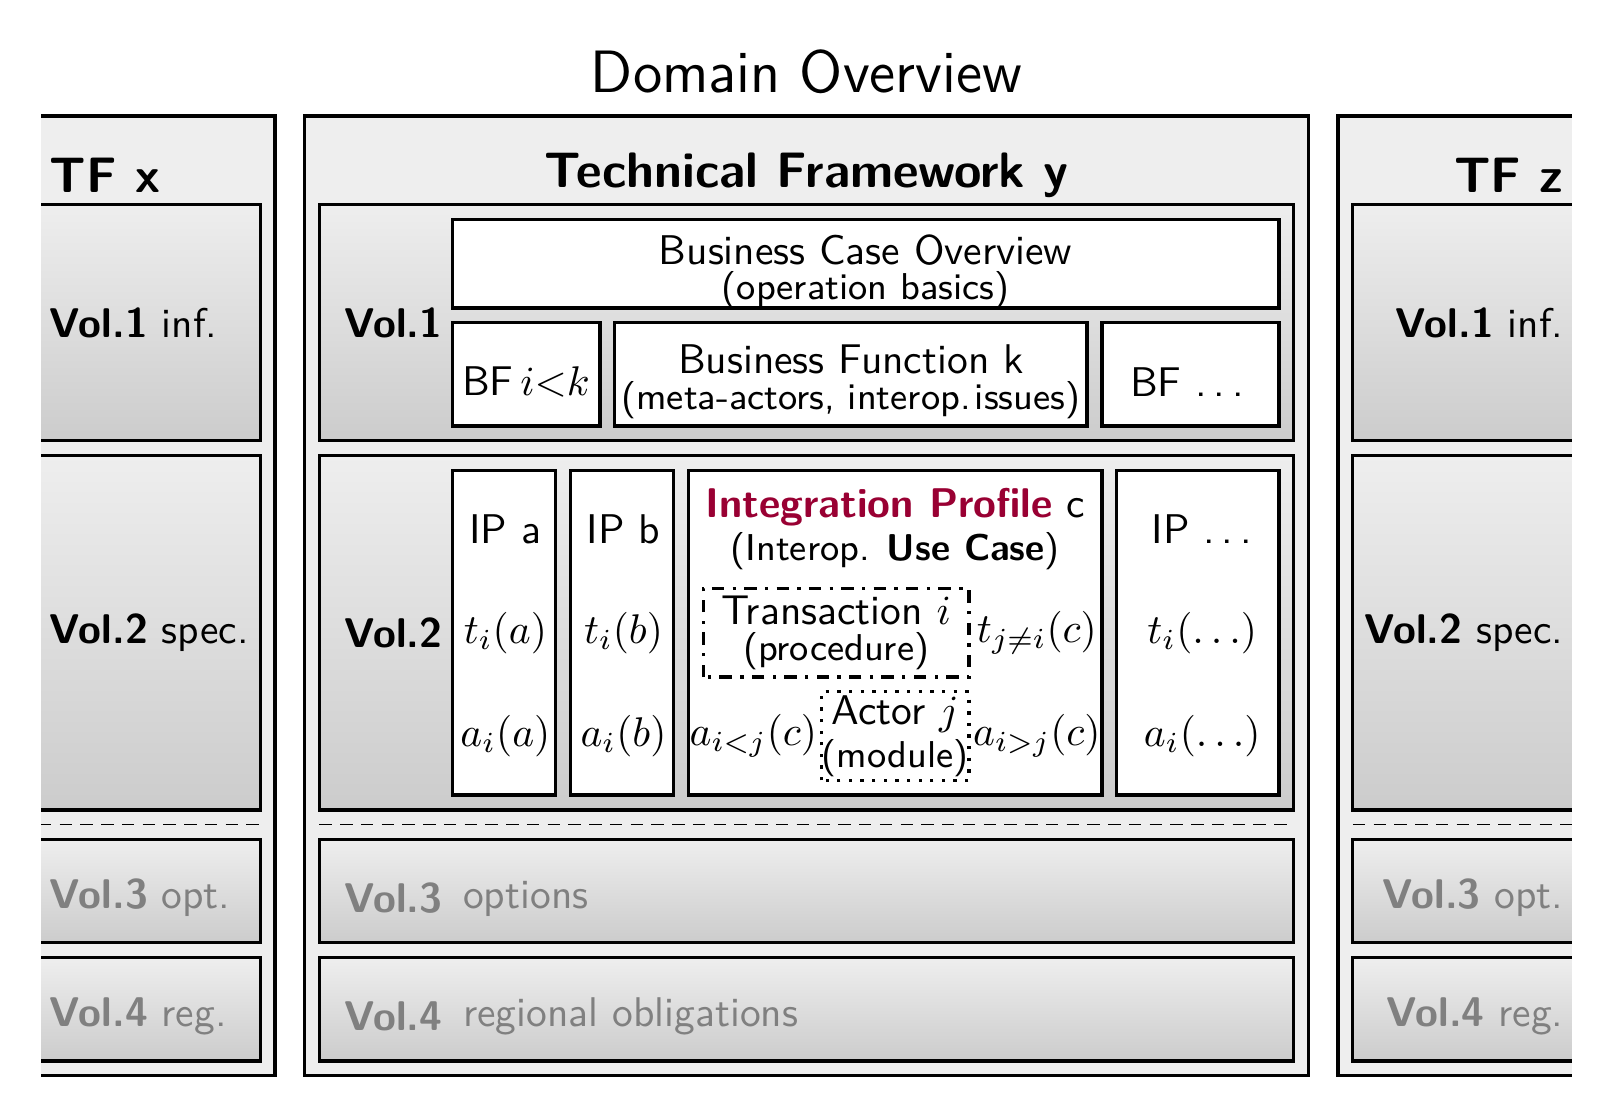 Domain Overview
TF x
Vol.1 inf.
Vol.2 spec.
Vol.3 opt.
Vol.4 reg.
Technical Framework y
Vol.1
Business Case Overview
(operation basics)
BF i<k
Business Function k
(meta-actors, interop. issues)
BF ...
Vol.2
IP a
t_i(a)
a_i(a)
IP b
t_i(b)
a_i(b)
Integration Profile c
(Interop. Use Case)
Transaction i
(procedure)
t_{j≠i}(c)
a_{i<j}(c)
Actor j
(module)
a_{i>j}(c)
IP ...
t_i(...)
a_i(...)
Vol.3 options
Vol.4 regional obligations
TF z
Vol.1 inf.
Vol.2 spec.
Vol.3 opt.
Vol.4 reg.